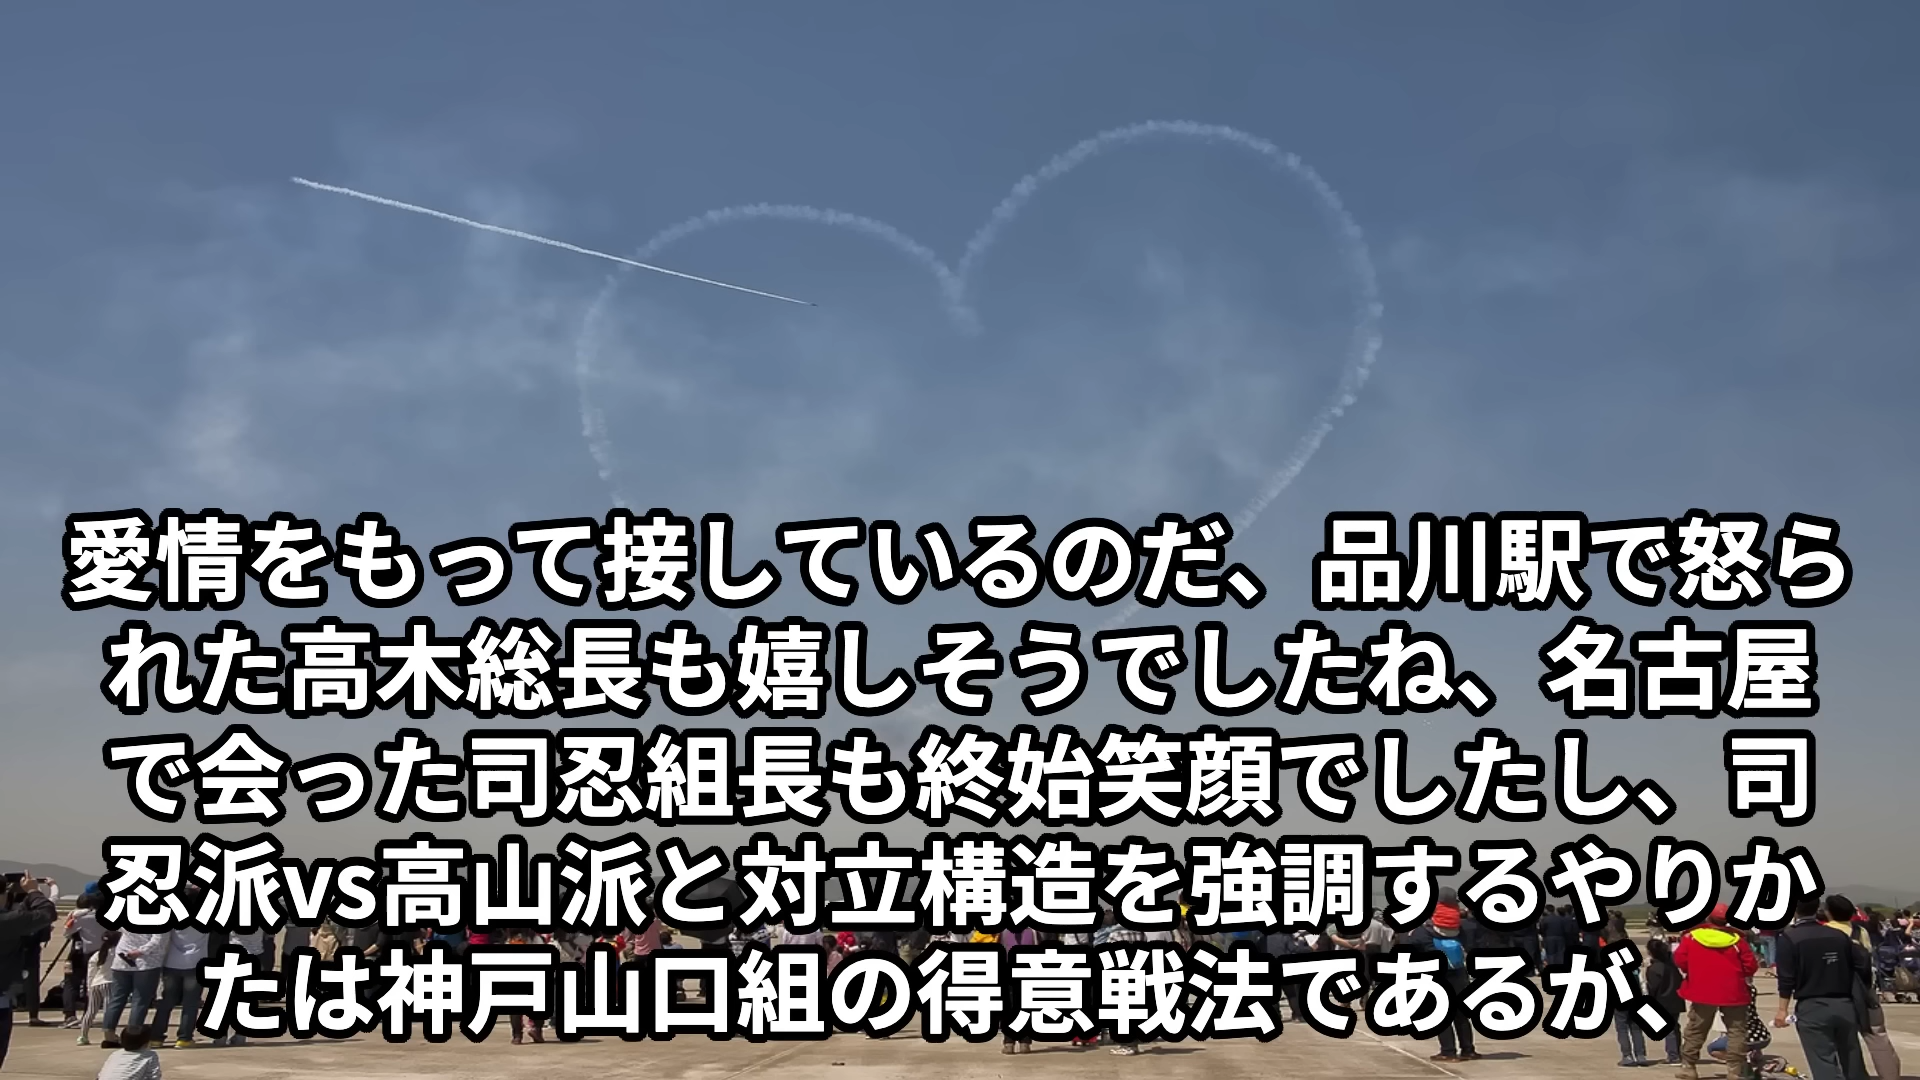 愛情をもって接しているのだ、品川駅で怒ら
れた高木総長も嬉しそうでしたね、名古屋
で会った司忍組長も終始笑顔でしたし、司
忍派vs高山派と対立構造を強調するやりか
たは神戸山口組の得意戦法であるが、